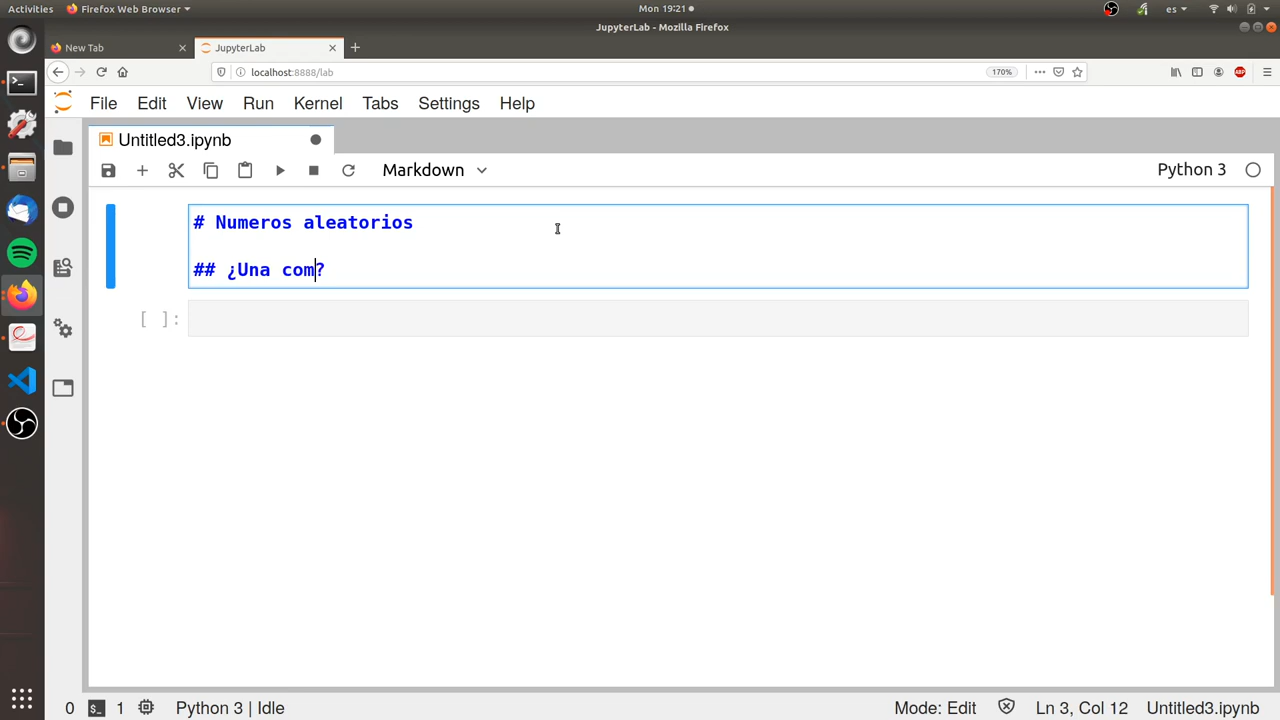 Activities Firefox Web Browser Mon 19:21 es
JupyterLab - Mozilla Firefox
New Tab JupyterLab
localhost:8888/lab 170% ABP
File Edit View Run Kernel Tabs Settings Help
Untitled3.ipynb
Markdown Python 3
# Numeros aleatorios
## ¿Una com?
[ ]:
0 $_ 1 Python 3 | Idle Mode: Edit Ln 3, Col 12 Untitled3.ipynb